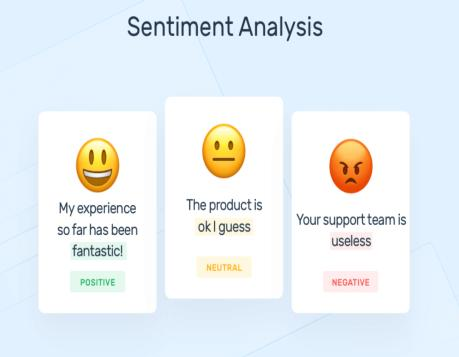 Sentiment Analysis
My experience
so far has been
fantastic!
POSITIVE
The product is
ok I guess
NEUTRAL
Your support team is
useless
NEGATIVE